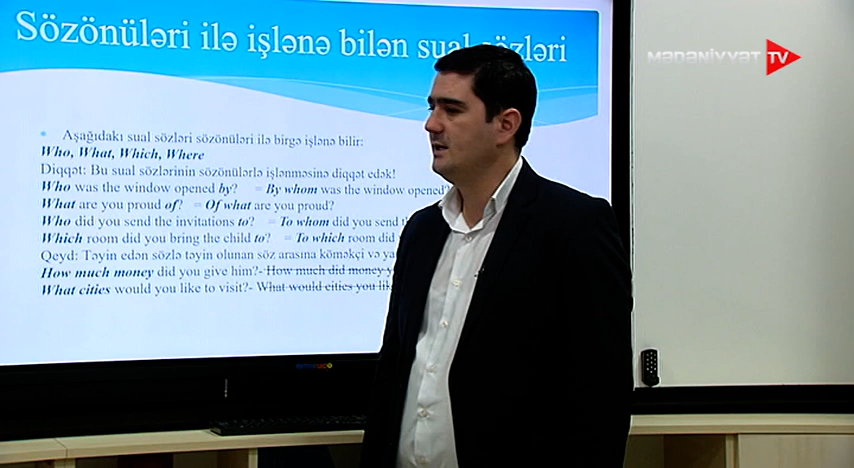 Sözönüləri ilə işlənə bilən sual sözləri
MƏDƏNİYYƏT TV
• Aşağıdakı sual sözləri sözönüləri ilə birgə işlənə bilir:
Who, What, Which, Where
Diqqət: Bu sual sözlərinin sözönülərlə işlənməsinə diqqət edək!
Who was the window opened by? = By whom was the window opened?
What are you proud of? = Of what are you proud?
Who did you send the invitations to? = To whom did you send
Which room did you bring the child to? = To which room did
Qeyd: Təyin edən sözlə təyin olunan söz arasına köməkçi və
How much money did you give him?- How much did money
What cities would you like to visit?- What would cities you